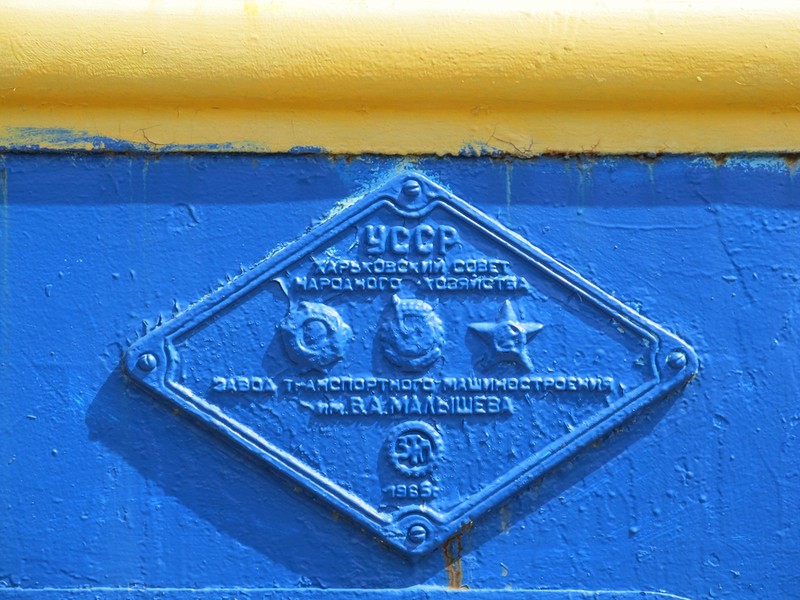 УССР
ХАРЬКОВСКИЙ СОВЕТ
НАРОДНОГО ХОЗЯЙСТВА
ЗАВОД ТРАНСПОРТНОГО МАШИНОСТРОЕНИЯ
ИМ. В.А. МАЛЫШЕВА
1965